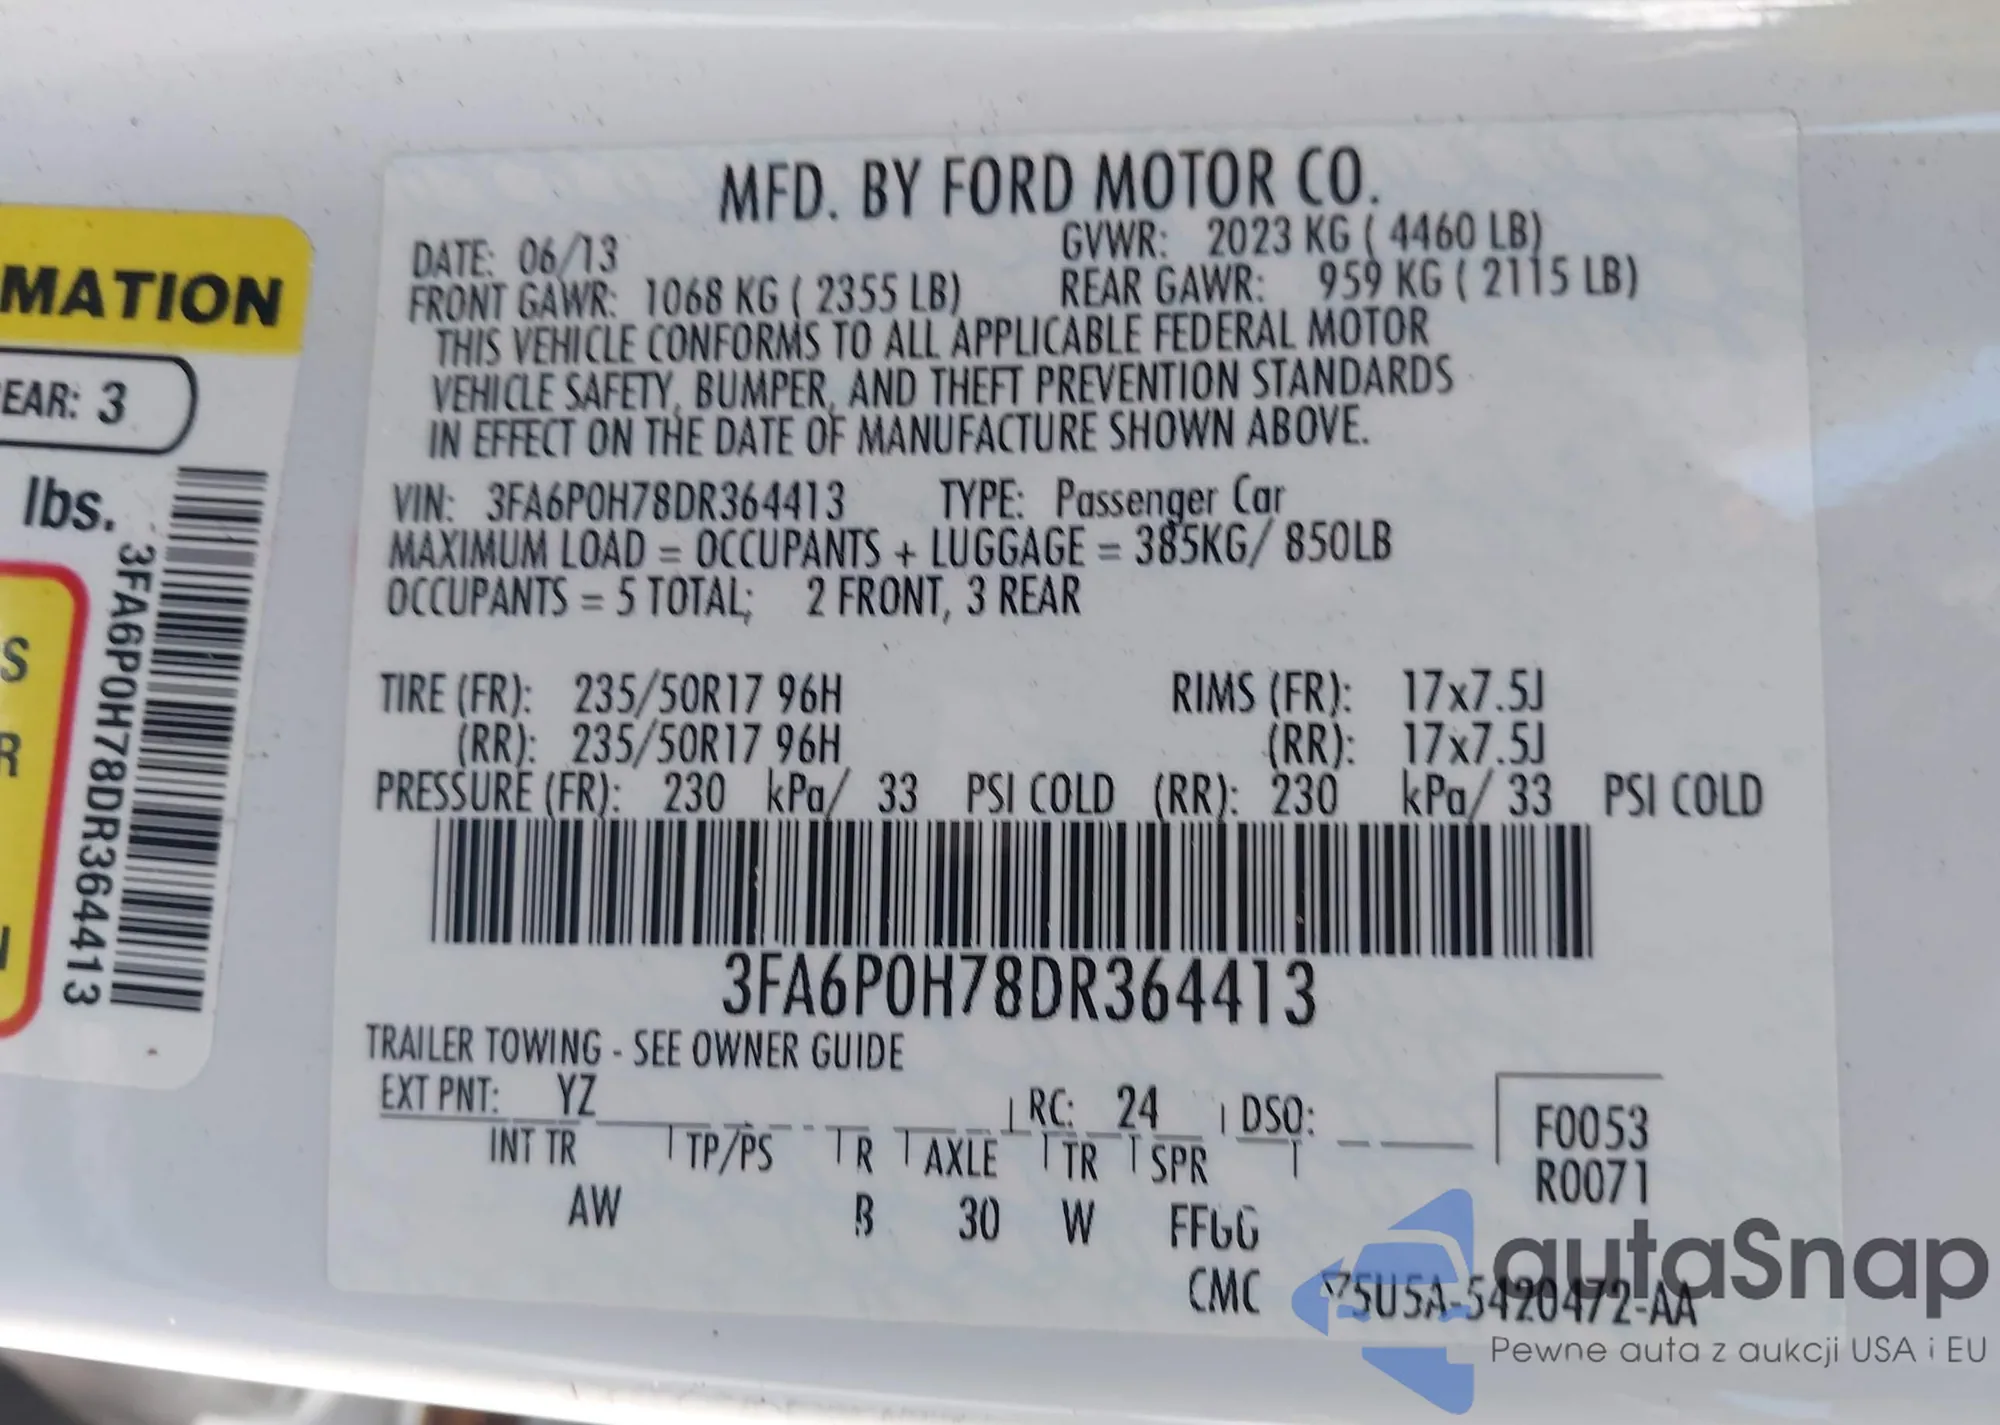 MATION
EAR: 3
lbs.
S
R
3FA6P0H78DR364413
MFD. BY FORD MOTOR CO.
DATE: 06/13 GVWR: 2023 KG ( 4460 LB)
FRONT GAWR: 1068 KG ( 2355 LB) REAR GAWR: 959 KG ( 2115 LB)
THIS VEHICLE CONFORMS TO ALL APPLICABLE FEDERAL MOTOR
VEHICLE SAFETY, BUMPER, AND THEFT PREVENTION STANDARDS
IN EFFECT ON THE DATE OF MANUFACTURE SHOWN ABOVE.
VIN: 3FA6P0H78DR364413 TYPE: Passenger Car
MAXIMUM LOAD = OCCUPANTS + LUGGAGE = 385KG/ 850LB
OCCUPANTS = 5 TOTAL; 2 FRONT, 3 REAR
TIRE (FR): 235/50R17 96H RIMS (FR): 17x7.5J
(RR): 235/50R17 96H (RR): 17x7.5J
PRESSURE (FR): 230 kPa/ 33 PSI COLD (RR): 230 kPa/ 33 PSI COLD
3FA6P0H78DR364413
TRAILER TOWING - SEE OWNER GUIDE
EXT PNT: YZ RC: 24 DSO:
F0053
INT TR TP/PS R AXLE TR SPR
R0071
AW B 30 W FFGG
CMC
autaSnap
Pewne auta z aukcji USA i EU